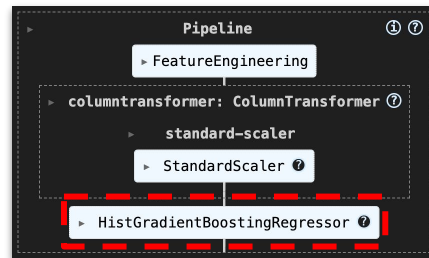 Pipeline
FeatureEngineering
columntransformer: ColumnTransformer
standard-scaler
StandardScaler
HistGradientBoostingRegressor